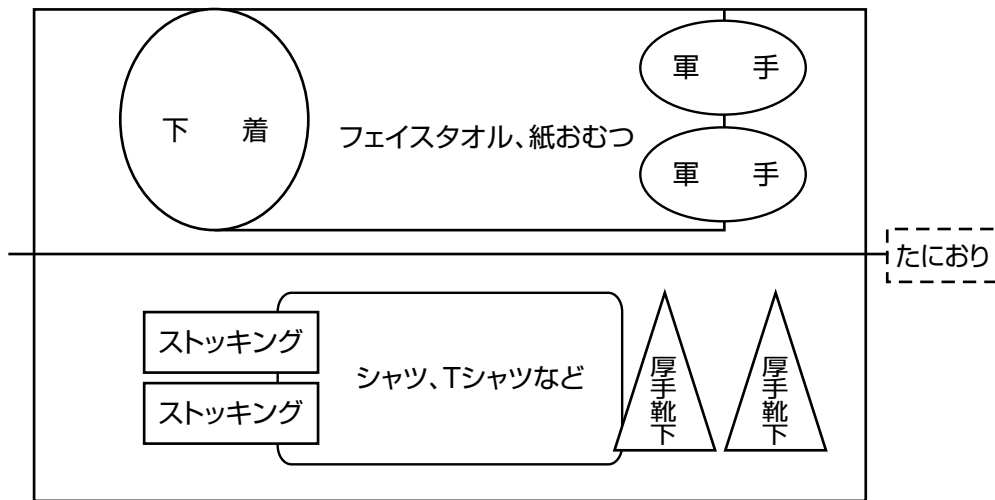 下　着
フェイスタオル、紙おむつ
軍　手
軍　手
たにおり
ストッキング
ストッキング
シャツ、Tシャツなど
厚手靴下
厚手靴下